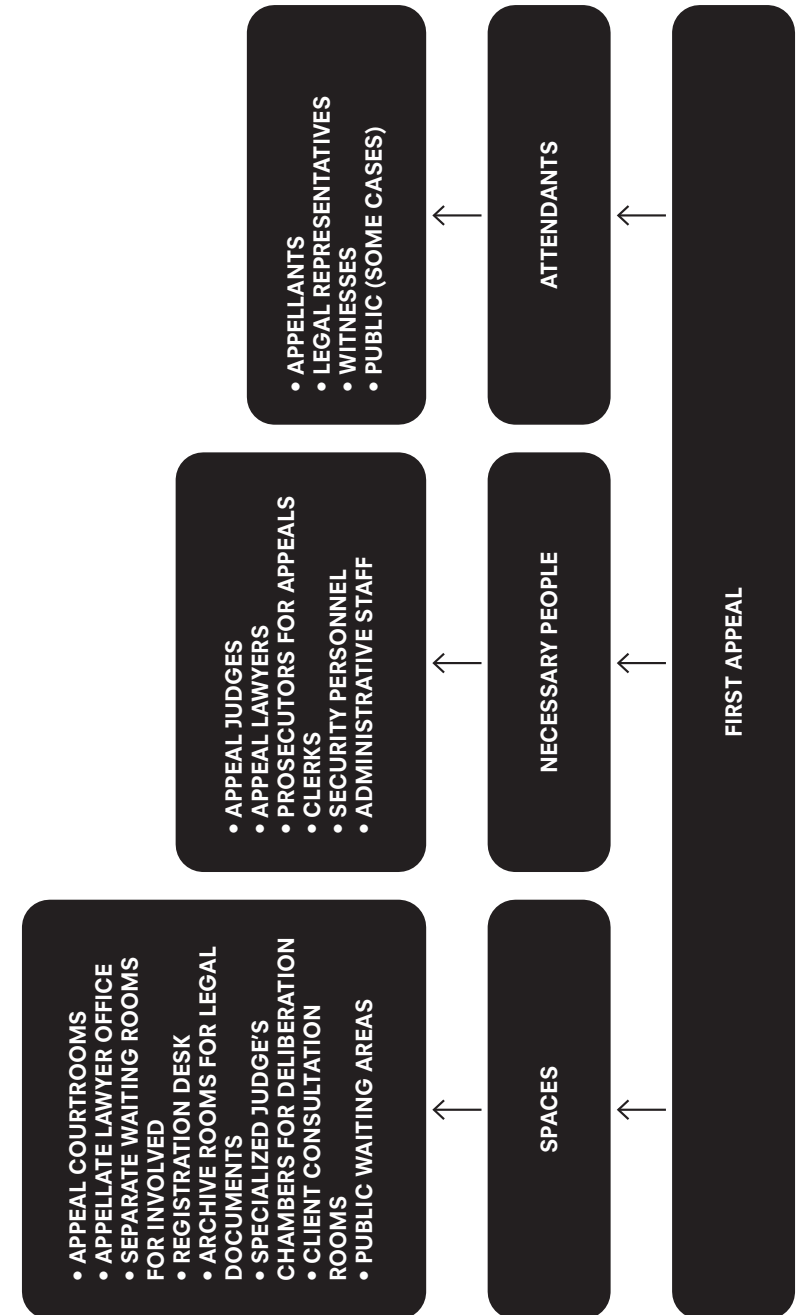 • APPEAL COURTROOMS
• APPELLATE LAWYER OFFICE
• SEPARATE WAITING ROOMS
FOR INVOLVED
• REGISTRATION DESK
• ARCHIVE ROOMS FOR LEGAL
DOCUMENTS
• SPECIALIZED JUDGE'S
CHAMBERS FOR DELIBERATION
• CLIENT CONSULTATION
ROOMS
• PUBLIC WAITING AREAS
• APPEAL JUDGES
• APPEAL LAWYERS
• PROSECUTORS FOR APPEALS
• CLERKS
• SECURITY PERSONNEL
• ADMINISTRATIVE STAFF
• APPELLANTS
• LEGAL REPRESENTATIVES
• WITNESSES
• PUBLIC (SOME CASES)
SPACES
NECESSARY PEOPLE
ATTENDANTS
FIRST APPEAL